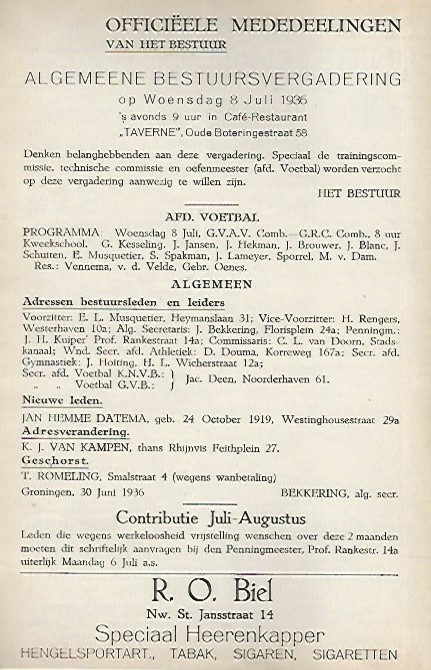 OFFICIËELE MEDEDEELINGEN
VAN HET BESTUUR
ALGEMEENE BESTUURSVERGADERING
op Woensdag 8 Juli 1936
's avonds 9 uur in Café-Restaurant
„TAVERNE”, Oude Boteringestraat 58
Denken belanghebbenden aan deze vergadering. Speciaal de trainingscom-
missie, technische commissie en oefenmeester (afd. Voetbal) worden verzocht
op deze vergadering aanwezig te willen zijn.
HET BESTUUR
AFD. VOETBAL
PROGRAMMA: Woensdag 8 Juli, G.V.A.V. Comb.—G.R.C. Comb., 8 uur
Kweekschool. G. Kesseling, J. Jansen, J. Hekman, J. Brouwer, J. Blanc, J.
Schutten, E. Musquetier, S. Spakman, J. Lameyer, Sporrel, M. v. Dam.
Res.: Vennema, v. d. Velde, Gebr. Oenes.
ALGEMEEN
Adressen bestuursleden en leiders
Voorzitter: E. L. Musquetier, Heymanslaan 31; Vice-Voorzitter: H. Rengers,
Westerhaven 10a; Alg. Secretaris: J. Bekkering, Florisplein 24a; Penningm.:
J. H. Kuiper Prof. Rankestraat 14a; Commissaris: C. L. van Doorn, Stads-
kanaal; Wnd. Secr. afd. Athletiek: D. Douma, Korreweg 167a; Secr. afd.
Gymnastiek: J. Hoiting, H. L. Wicherstraat 12a;
Secr. afd. Voetbal K.N.V.B.: } Jac. Deen, Noorderhaven 61.
„ „ Voetbal G.V.B.:
Nieuwe leden.
JAN HEMME DATEMA, geb. 24 October 1919, Westinghousestraat 29a
Adresverandering.
K. J. VAN KAMPEN, thans Rhijnvis Feithplein 27.
Geschorst.
T. ROMELING, Smalstraat 4 (wegens wanbetaling)
Groningen, 30 Juni 1936 BEKKERING, alg. secr.
Contributie Juli-Augustus
Leden die wegens werkeloosheid vrijstelling wenschen over deze 2 maanden
moeten dit schriftelijk aanvragen bij den Penningmeester, Prof. Rankestr. 14a
uiterlijk Maandag 6 Juli a.s.
R. O. Biel
Nw. St. Jansstraat 14
Speciaal Heerenkapper
HENGELSPORTART., TABAK, SIGAREN, SIGARETTEN